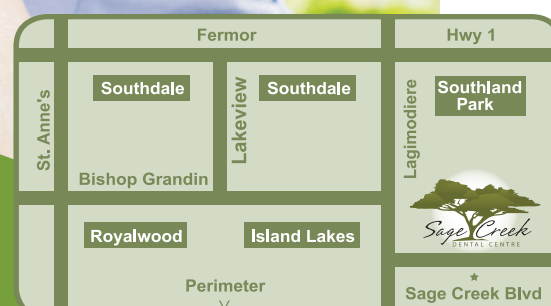 Fermor
Hwy 1
St. Anne's
Southdale
Lakeview
Southdale
Lagimodiere
Southland
Park
Bishop Grandin
Sage Creek
DENTAL CENTRE
Royalwood
Island Lakes
Perimeter
Sage Creek Blvd